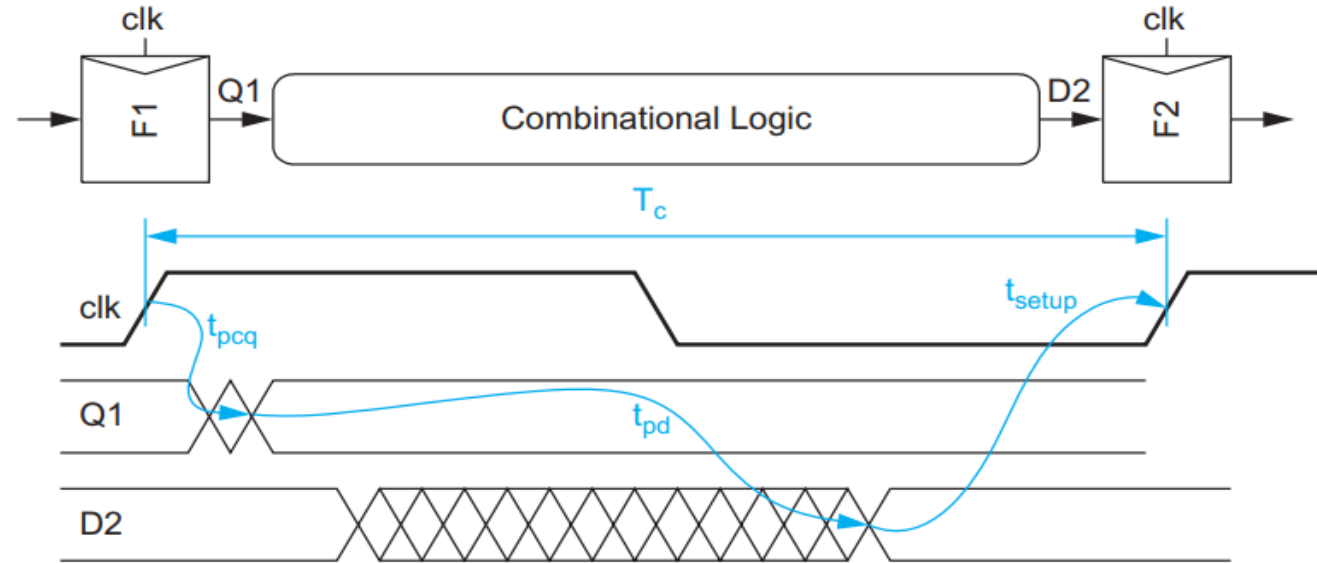 clk
clk
F1
Q1
Combinational Logic
D2
F2
Tc
clk
tpcq
tsetup
Q1
tpd
D2